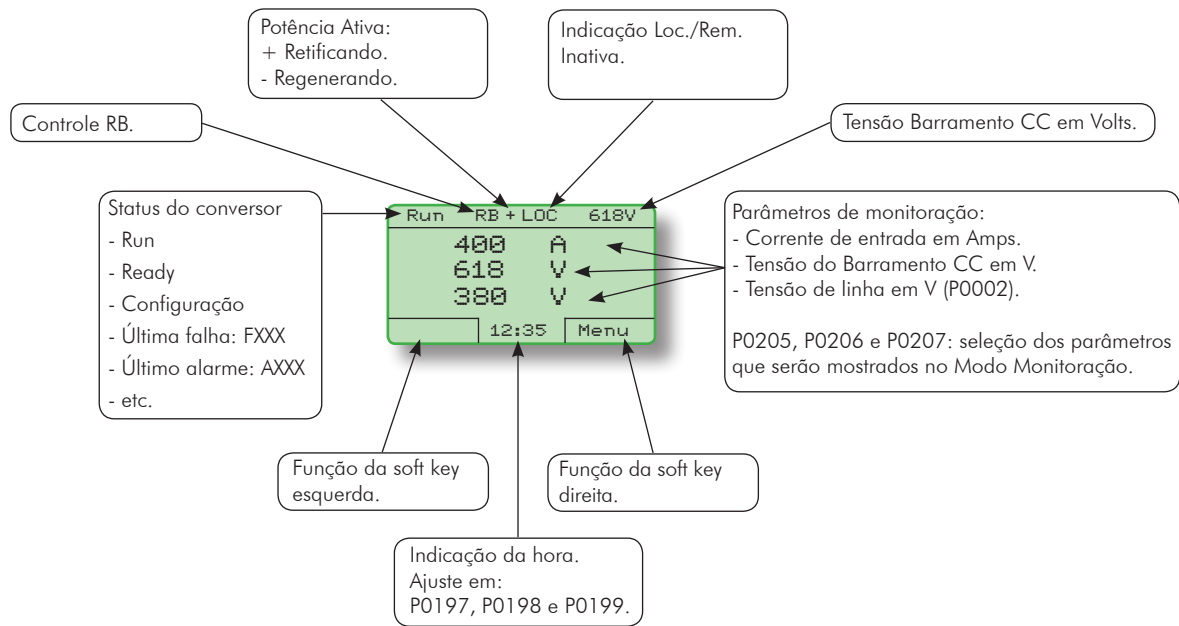 Potência Ativa:
+ Retificando.
- Regenerando.
Indicação Loc./Rem.
Inativa.
Controle RB.
Tensão Barramento CC em Volts.
Status do conversor
- Run
- Ready
- Configuração
- Última falha: FXXX
- Último alarme: AXXX
- etc.
Run RB + LOC 618V
400 A
618 V
380 V
12:35 Menu
Parâmetros de monitoração:
- Corrente de entrada em Amps.
- Tensão do Barramento CC em V.
- Tensão de linha em V (P0002).
P0205, P0206 e P0207: seleção dos parâmetros
que serão mostrados no Modo Monitoração.
Função da soft key
esquerda.
Função da soft key
direita.
Indicação da hora.
Ajuste em:
P0197, P0198 e P0199.